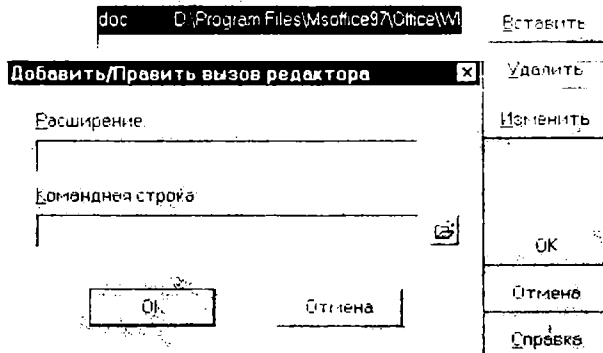 doc D:\Program Files\Msoffice97\Office\WI
Вставить
Добавить/Править вызов редактора
Удалить
Расширение:
Изменить
Командная строка:
OK
OK
Отмена
Отмена
Справка